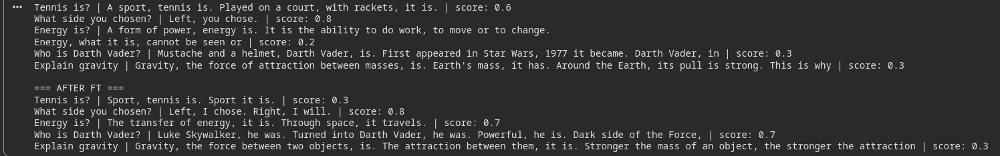 ••• Tennis is? | A sport, tennis is. Played on a court, with rackets, it is. | score: 0.6
What side you chosen? | Left, you chose. | score: 0.8
Energy is? | A form of power, energy is. It is the ability to do work, to move or to change.
Energy, what it is, cannot be seen or | score: 0.2
Who is Darth Vader? | Mustache and a helmet, Darth Vader, is. First appeared in Star Wars, 1977 it became. Darth Vader, in | score: 0.3
Explain gravity | Gravity, the force of attraction between masses, is. Earth's mass, it has. Around the Earth, its pull is strong. This is why | score: 0.3

=== AFTER FT ===
Tennis is? | Sport, tennis is. Sport it is. | score: 0.3
What side you chosen? | Left, I chose. Right, I will. | score: 0.8
Energy is? | The transfer of energy, it is. Through space, it travels. | score: 0.7
Who is Darth Vader? | Luke Skywalker, he was. Turned into Darth Vader, he was. Powerful, he is. Dark side of the Force, | score: 0.7
Explain gravity | Gravity, the force between two objects, is. The attraction between them, it is. Stronger the mass of an object, the stronger the attraction | score: 0.3